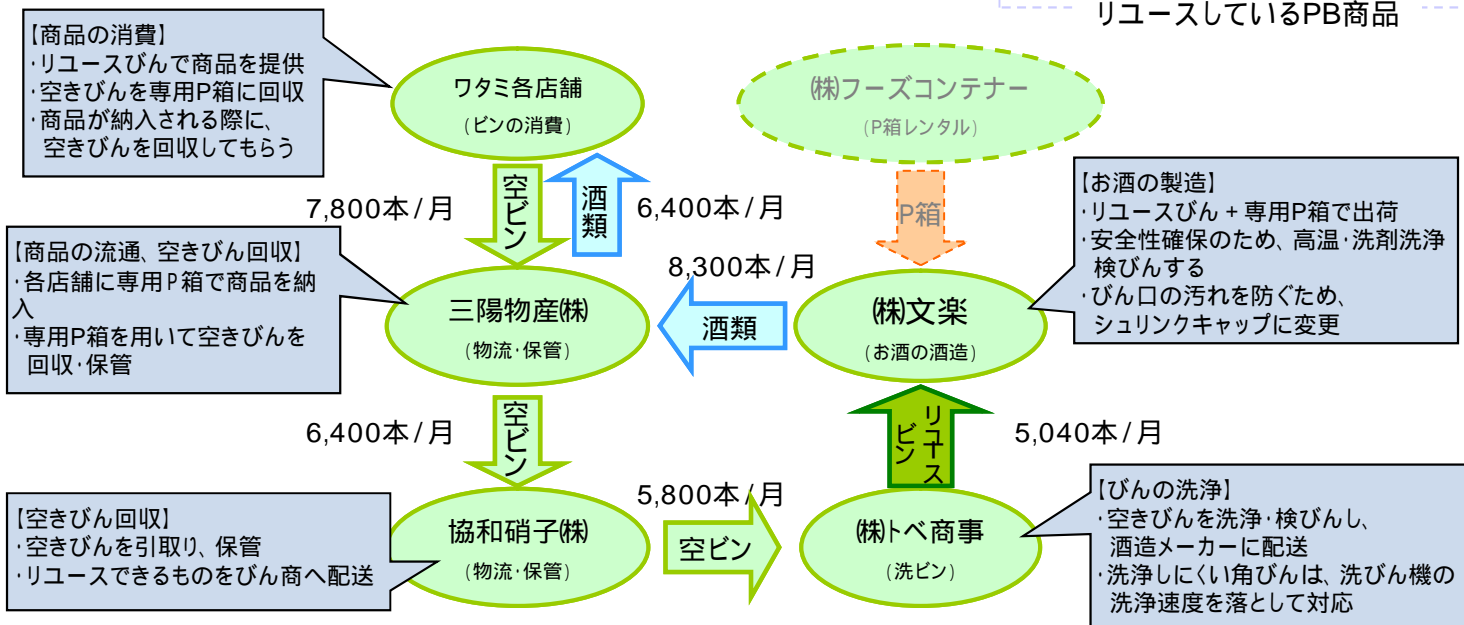 リユースしているPB商品
【商品の消費】
・リユースびんで商品を提供
・空きびんを専用P箱に回収
・商品が納入される際に、
空きびんを回収してもらう
ワタミ各店舗
(ビンの消費)
(株)フーズコンテナー
(P箱レンタル)
空ビン
7,800本/月
酒類
6,400本/月
P箱
【お酒の製造】
・リユースびん+専用P箱で出荷
・安全性確保のため、高温・洗剤洗浄
検びんする
・びん口の汚れを防ぐため、
シュリンクキャップに変更
【商品の流通、空きびん回収】
・各店舗に専用P箱で商品を納
入
・専用P箱を用いて空きびんを
回収・保管
三陽物産(株)
(物流・保管)
8,300本/月
酒類
(株)文楽
(お酒の酒造)
空ビン
6,400本/月
リユース
ビン
5,040本/月
【空きびん回収】
・空きびんを引取り、保管
・リユースできるものをびん商へ配送
協和硝子(株)
(物流・保管)
5,800本/月
空ビン
(株)トベ商事
(洗ビン)
【びんの洗浄】
・空きびんを洗浄・検びんし、
酒造メーカーに配送
・洗浄しにくい角びんは、洗びん機の
洗浄速度を落として対応